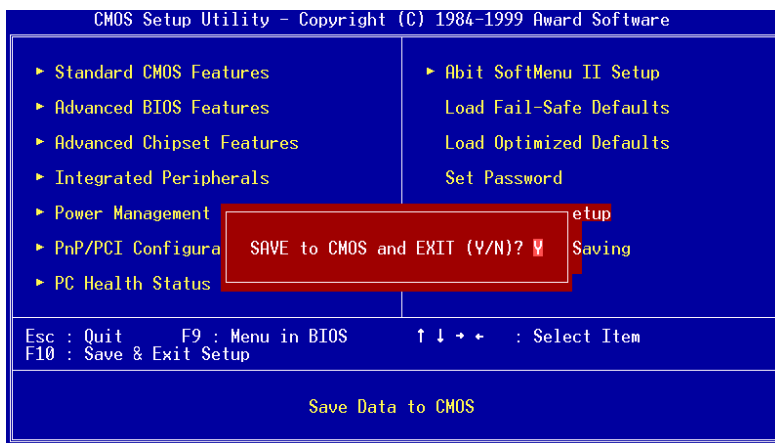 CMOS Setup Utility - Copyright (C) 1984-1999 Award Software
► Standard CMOS Features
► Advanced BIOS Features
► Advanced Chipset Features
► Integrated Peripherals
► Power Management
► PnP/PCI Configura
► PC Health Status
► Abit SoftMenu II Setup
Load Fail-Safe Defaults
Load Optimized Defaults
Set Password
etup
Saving
SAVE to CMOS and EXIT (Y/N)? Y
Esc : Quit F9 : Menu in BIOS ↑ ↓ → ← : Select Item
F10 : Save & Exit Setup
Save Data to CMOS